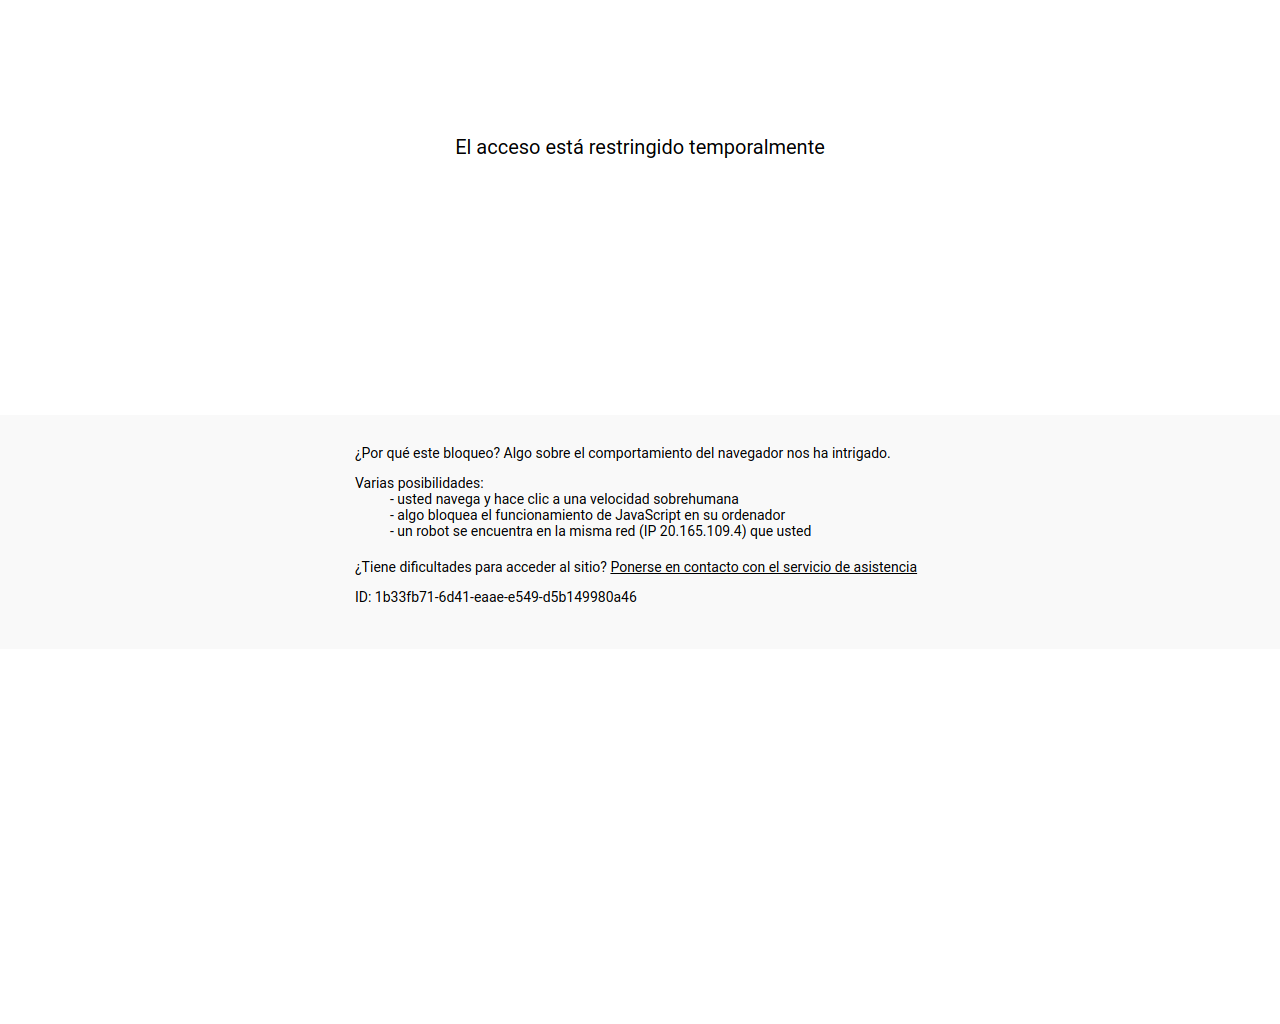 El acceso está restringido temporalmente
¿Por qué este bloqueo? Algo sobre el comportamiento del navegador nos ha intrigado.
Varias posibilidades:
- usted navega y hace clic a una velocidad sobrehumana
- algo bloquea el funcionamiento de JavaScript en su ordenador
- un robot se encuentra en la misma red (IP 20.165.109.4) que usted
¿Tiene dificultades para acceder al sitio? Ponerse en contacto con el servicio de asistencia
ID: 1b33fb71-6d41-eaae-e549-d5b149980a46